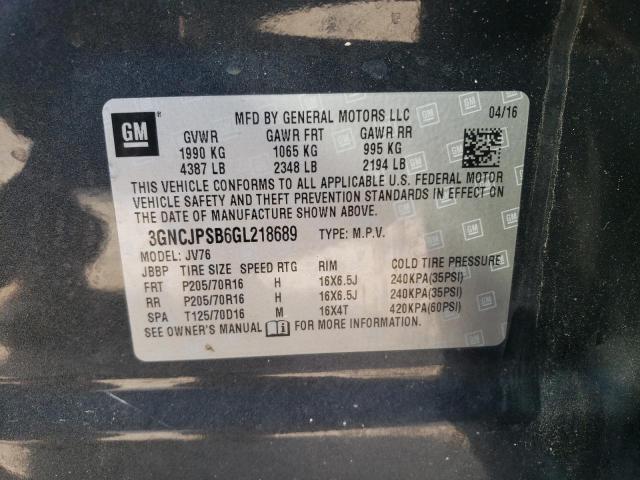 GM
MFD BY GENERAL MOTORS LLC 04/16
GVWR GAWR FRT GAWR RR
1990 KG 1065 KG 995 KG
4387 LB 2348 LB 2194 LB
THIS VEHICLE CONFORMS TO ALL APPLICABLE U.S. FEDERAL MOTOR
VEHICLE SAFETY AND THEFT PREVENTION STANDARDS IN EFFECT ON
THE DATE OF MANUFACTURE SHOWN ABOVE.
3GNCJPSB6GL218689 TYPE: M.P.V.
MODEL: JV76
JBBP TIRE SIZE SPEED RTG RIM COLD TIRE PRESSURE
FRT P205/70R16 H 16X6.5J 240KPA(35PSI)
RR P205/70R16 H 16X6.5J 240KPA(35PSI)
SPA T125/70D16 M 16X4T 420KPA(60PSI)
SEE OWNER'S MANUAL FOR MORE INFORMATION.